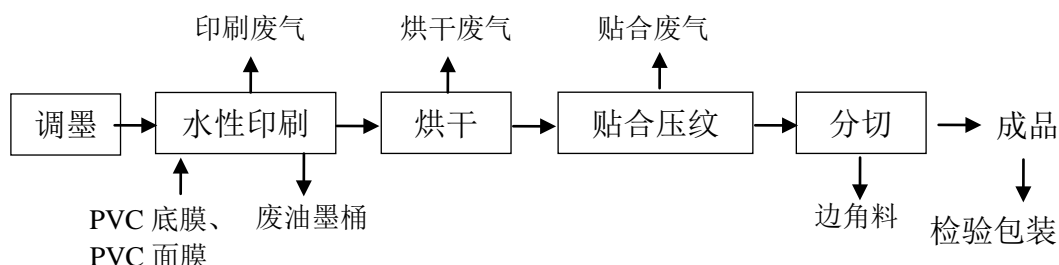 印刷废气
烘干废气
贴合废气
调墨
水性印刷
烘干
贴合压纹
分切
成品
PVC 底膜、
PVC 面膜
废油墨桶
边角料
检验包装